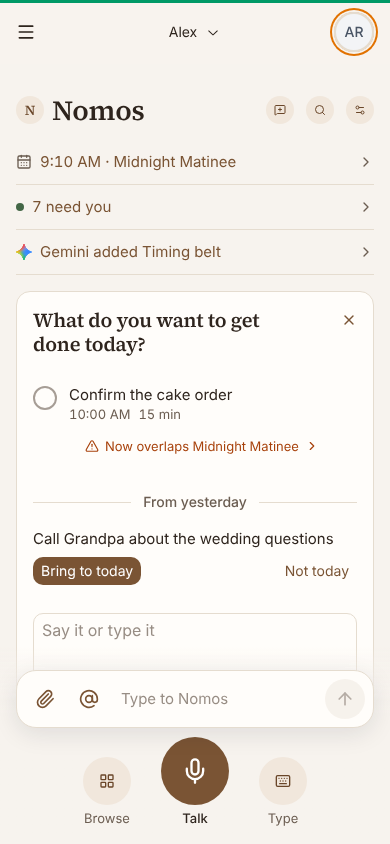 Alex
AR
N
Nomos
9:10 AM · Midnight Matinee
7 need you
Gemini added Timing belt
What do you want to get
done today?
Confirm the cake order
10:00 AM 15 min
Now overlaps Midnight Matinee
From yesterday
Call Grandpa about the wedding questions
Bring to today
Not today
Say it or type it
Type to Nomos
Browse
Talk
Type